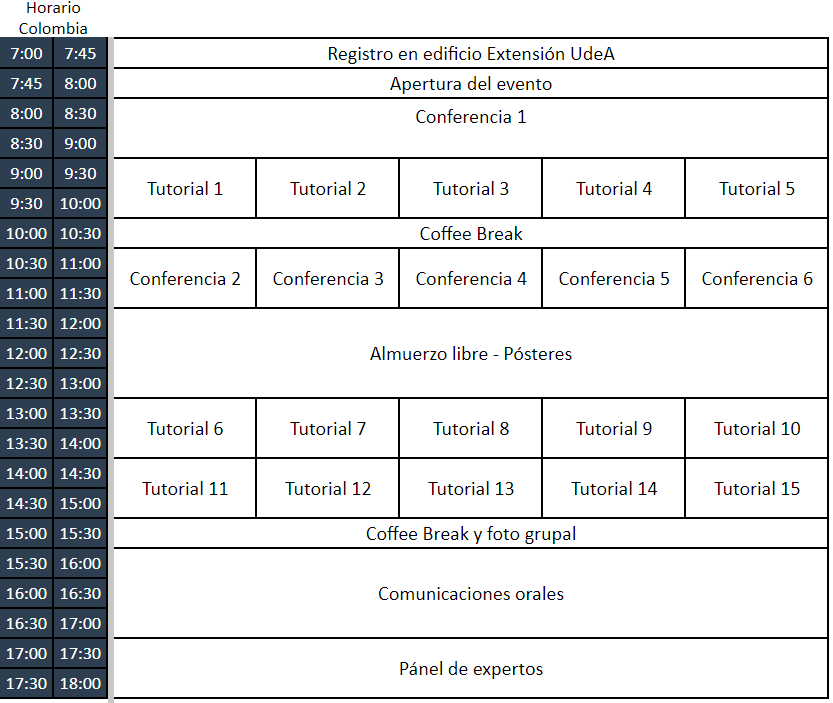 Horario
Colombia
7:00 7:45 Registro en edificio Extensión UdeA
7:45 8:00 Apertura del evento
8:00 8:30 Conferencia 1
8:30 9:00
9:00 9:30
Tutorial 1 Tutorial 2 Tutorial 3 Tutorial 4 Tutorial 5
9:30 10:00
10:00 10:30 Coffee Break
10:30 11:00
Conferencia 2 Conferencia 3 Conferencia 4 Conferencia 5 Conferencia 6
11:00 11:30
11:30 12:00
12:00 12:30 Almuerzo libre - Pósteres
12:30 13:00
13:00 13:30
Tutorial 6 Tutorial 7 Tutorial 8 Tutorial 9 Tutorial 10
13:30 14:00
14:00 14:30
Tutorial 11 Tutorial 12 Tutorial 13 Tutorial 14 Tutorial 15
14:30 15:00
15:00 15:30 Coffee Break y foto grupal
15:30 16:00
16:00 16:30 Comunicaciones orales
16:30 17:00
17:00 17:30
Pánel de expertos
17:30 18:00